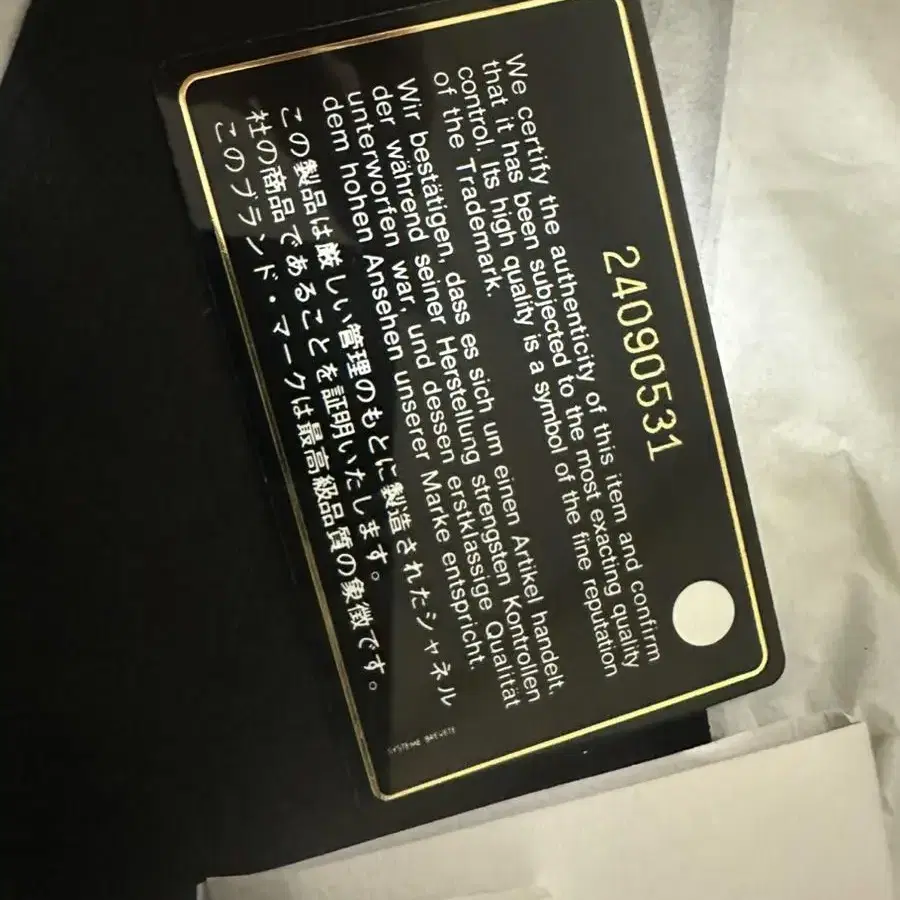 24090531
We certify the authenticity of this item and confirm
that it has been subjected to the most exacting quality
control. Its high quality is a symbol of the fine reputation
of the Trademark.
Wir bestätigen, dass es sich um einen Artikel handelt,
der während seiner Herstellung strengsten Kontrollen
unterworfen war, und dessen erstklassige Qualität
dem hohen Ansehen unserer Marke entspricht.
この製品は厳しい管理のもとに製造されたシャネル
社の商品であることを証明いたします。
このブランド・マークは最高級品質の象徴です。
SYSTEME BREVETE